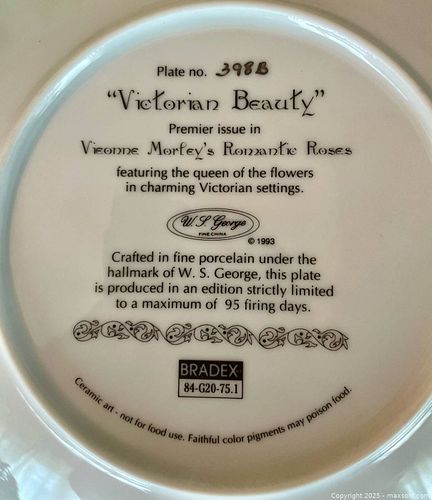 Plate no. 398B
"Victorian Beauty"
Premier issue in
Vieonne Morley's Romantic Roses
featuring the queen of the flowers
in charming Victorian settings.
W. S. George
FINE CHINA
© 1993
Crafted in fine porcelain under the
hallmark of W. S. George, this plate
is produced in an edition strictly limited
to a maximum of 95 firing days.
BRADEX
84-G20-75.1
Ceramic art - not for food use. Faithful color pigments may poison food.
Copyright 2025 - maxsold.com